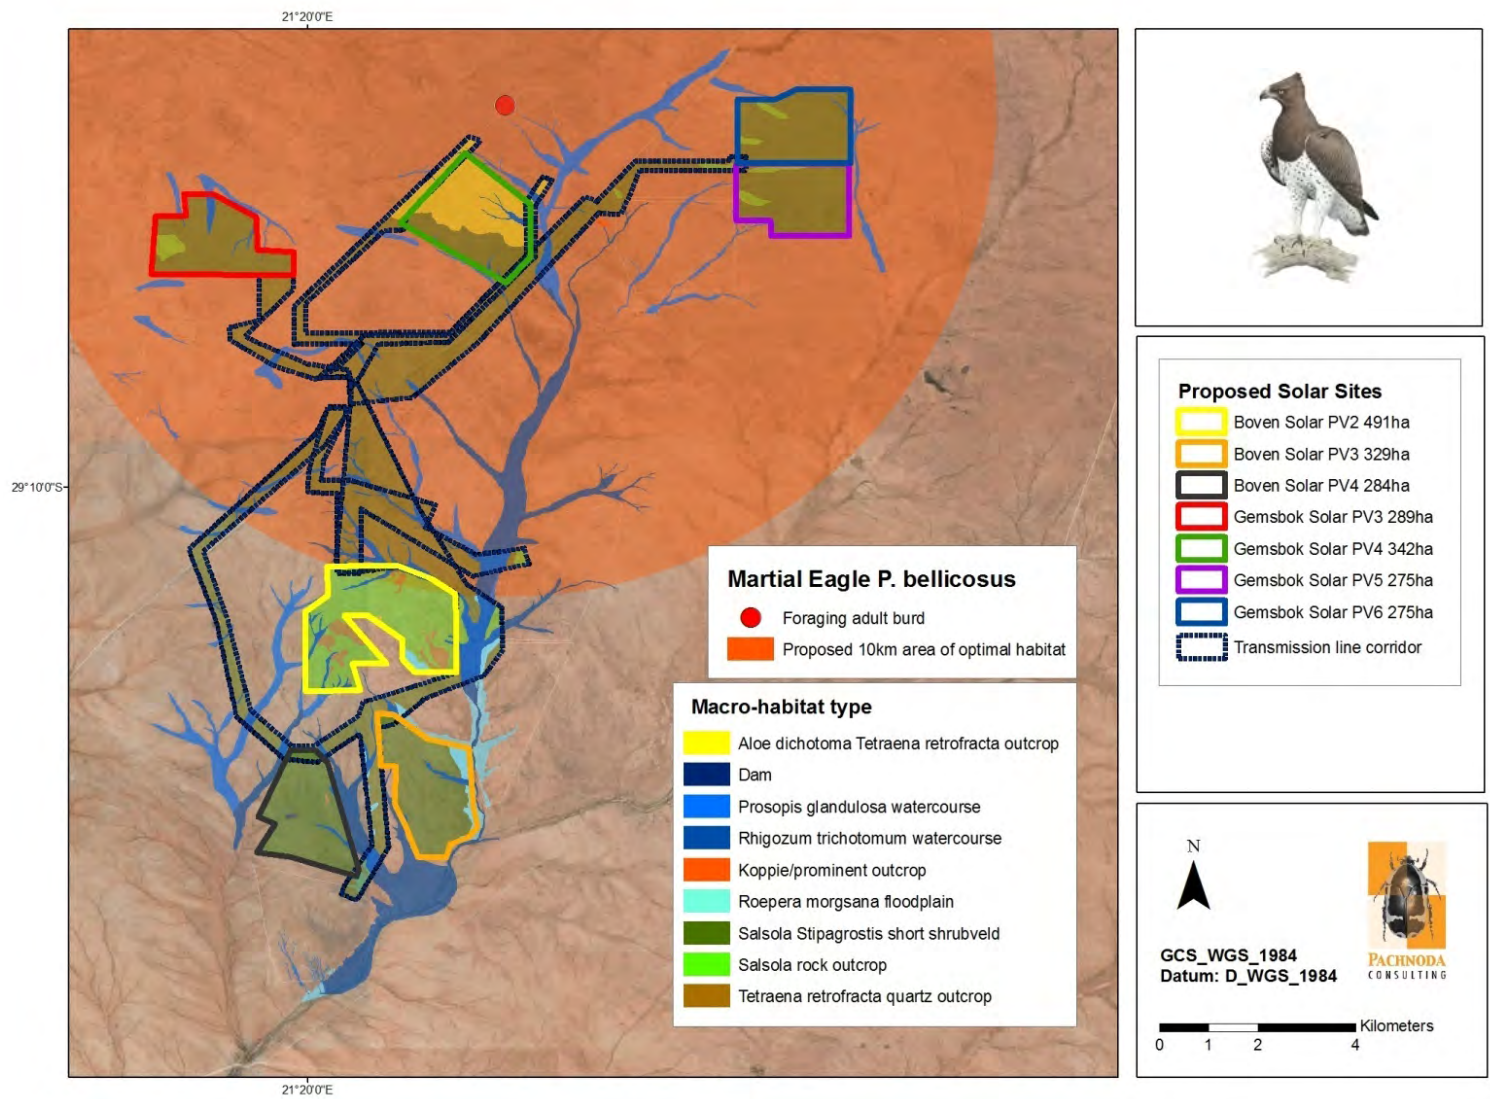 21°20'0"E
29°10'0"S
Martial Eagle P. bellicosus
Foraging adult burd
Proposed 10km area of optimal habitat
Macro-habitat type
Aloe dichotoma Tetraena retrofracta outcrop
Dam
Prosopis glandulosa watercourse
Rhigozum trichotomum watercourse
Koppie/prominent outcrop
Roepera morgsana floodplain
Salsola Stipagrostis short shrubveld
Salsola rock outcrop
Tetraena retrofracta quartz outcrop
21°20'0"E
Proposed Solar Sites
Boven Solar PV2 491ha
Boven Solar PV3 329ha
Boven Solar PV4 284ha
Gemsbok Solar PV3 289ha
Gemsbok Solar PV4 342ha
Gemsbok Solar PV5 275ha
Gemsbok Solar PV6 275ha
Transmission line corridor
N
GCS_WGS_1984
Datum: D_WGS_1984
PACHNODA
CONSULTING
Kilometers
0 1 2 4